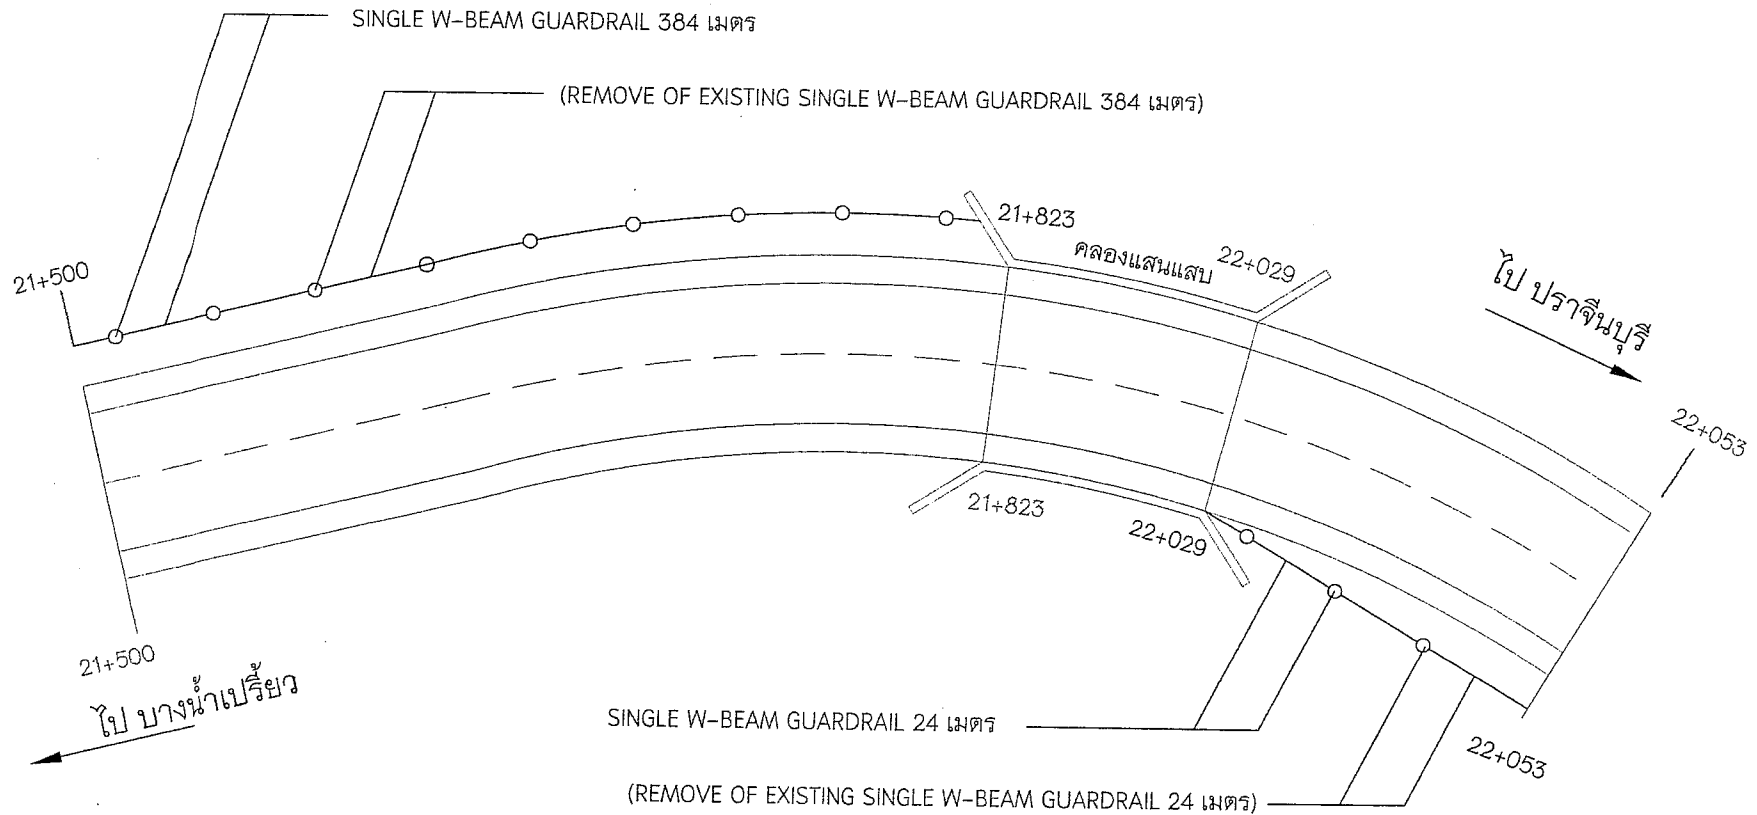 SINGLE W-BEAM GUARDRAIL 384 เมตร
(REMOVE OF EXISTING SINGLE W-BEAM GUARDRAIL 384 เมตร)
21+500
21+823
คลองแสนแสบ
22+029
ไป ปราจีนบุรี
22+053
21+823
22+029
21+500
ไป บางน้ำเปรี้ยว
SINGLE W-BEAM GUARDRAIL 24 เมตร
22+053
(REMOVE OF EXISTING SINGLE W-BEAM GUARDRAIL 24 เมตร)